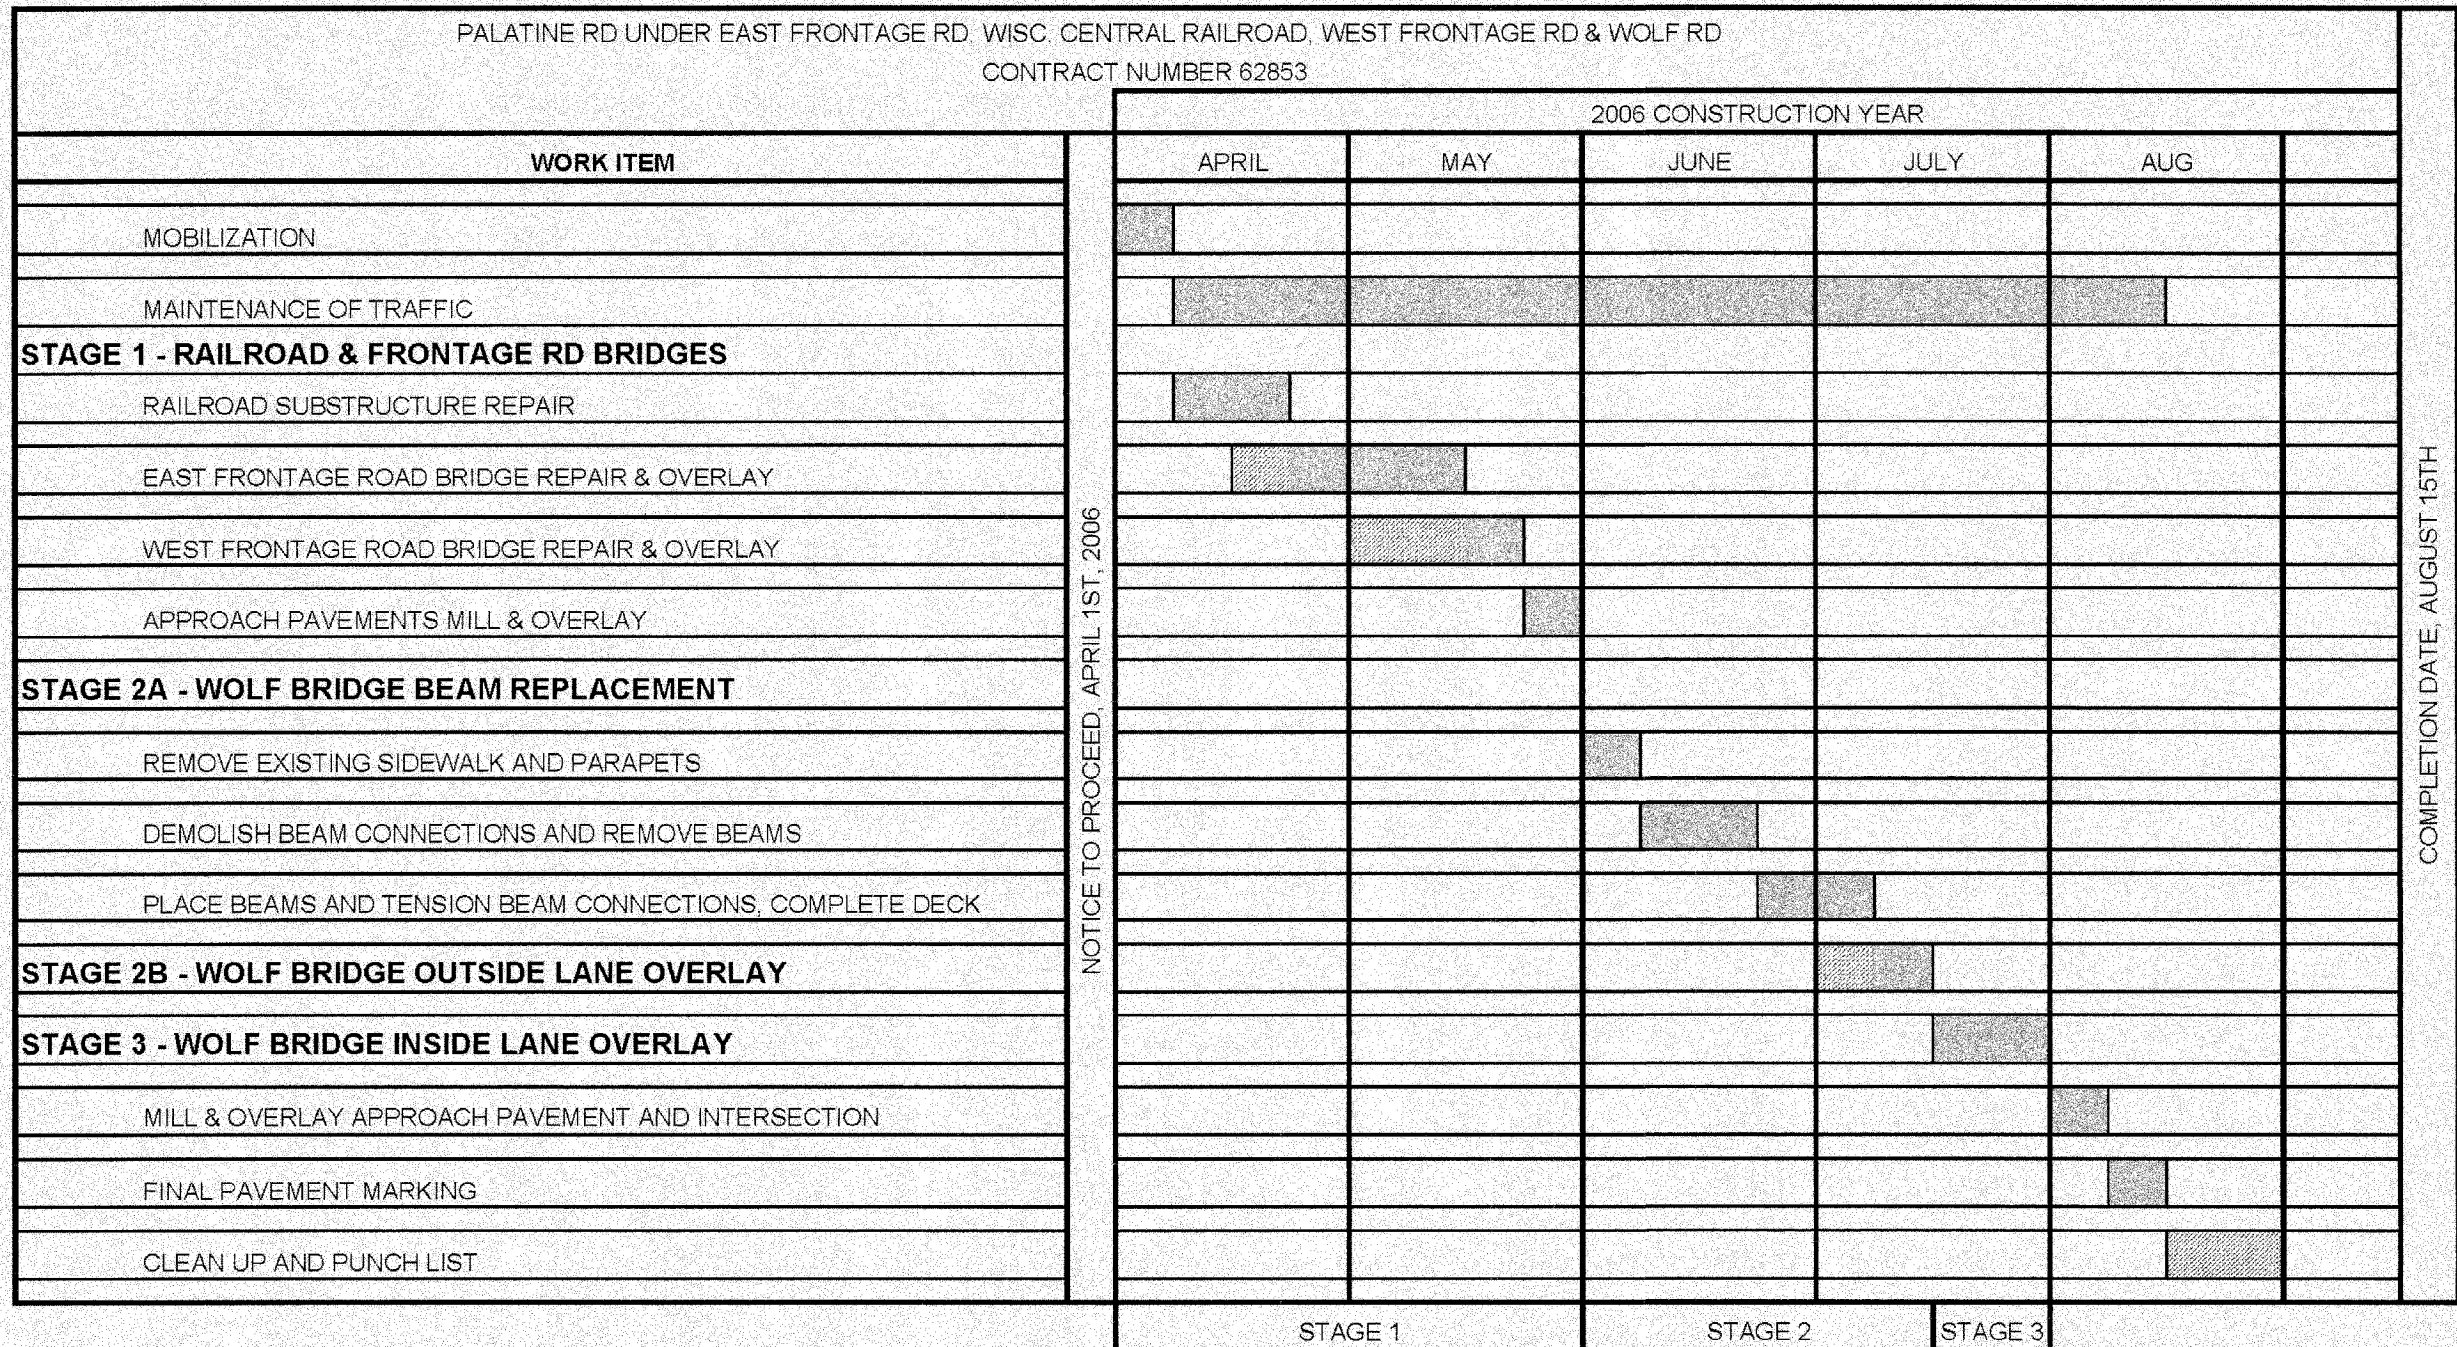 PALATINE RD UNDER EAST FRONTAGE RD, WISC. CENTRAL RAILROAD, WEST FRONTAGE RD & WOLF RD
CONTRACT NUMBER 62853
2006 CONSTRUCTION YEAR
WORK ITEM
APRIL
MAY
JUNE
JULY
AUG
MOBILIZATION
MAINTENANCE OF TRAFFIC
STAGE 1 - RAILROAD & FRONTAGE RD BRIDGES
RAILROAD SUBSTRUCTURE REPAIR
EAST FRONTAGE ROAD BRIDGE REPAIR & OVERLAY
WEST FRONTAGE ROAD BRIDGE REPAIR & OVERLAY
APPROACH PAVEMENTS MILL & OVERLAY
STAGE 2A - WOLF BRIDGE BEAM REPLACEMENT
REMOVE EXISTING SIDEWALK AND PARAPETS
DEMOLISH BEAM CONNECTIONS AND REMOVE BEAMS
PLACE BEAMS AND TENSION BEAM CONNECTIONS, COMPLETE DECK
STAGE 2B - WOLF BRIDGE OUTSIDE LANE OVERLAY
STAGE 3 - WOLF BRIDGE INSIDE LANE OVERLAY
MILL & OVERLAY APPROACH PAVEMENT AND INTERSECTION
FINAL PAVEMENT MARKING
CLEAN UP AND PUNCH LIST
NOTICE TO PROCEED, APRIL 1ST, 2006
COMPLETION DATE, AUGUST 15TH
STAGE 1
STAGE 2
STAGE 3